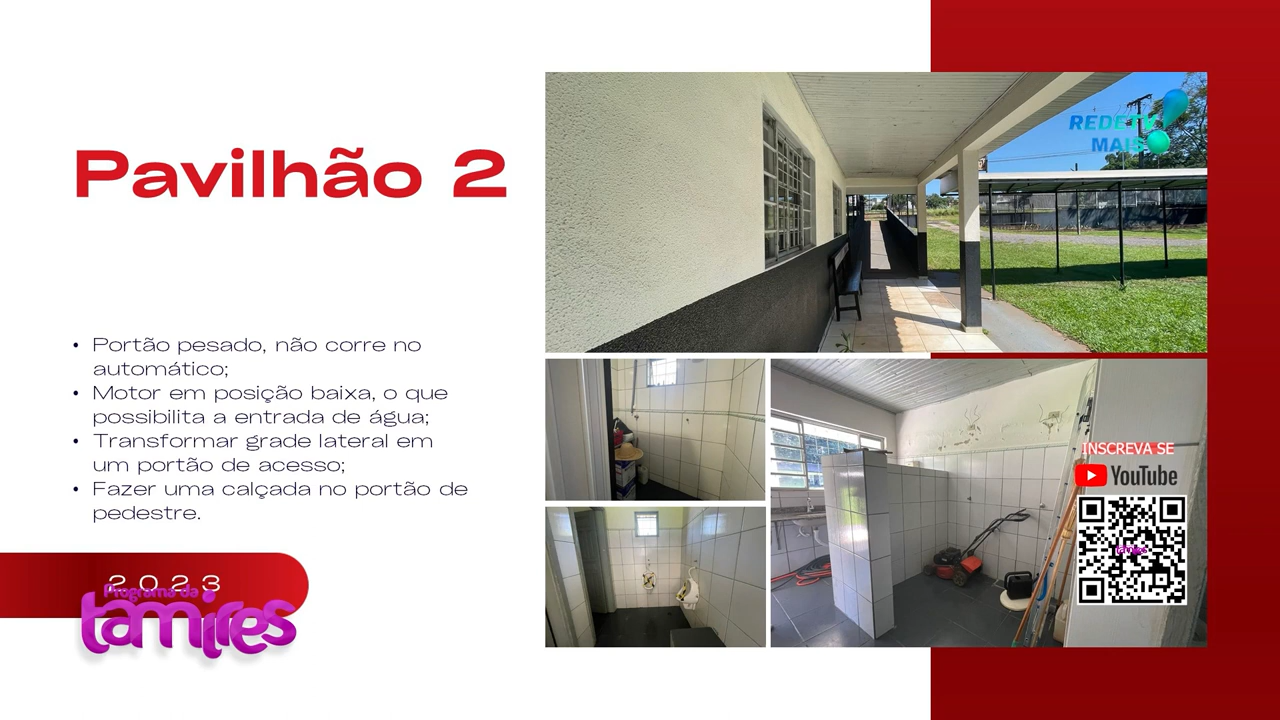 Pavilhão 2
• Portão pesado, não corre no
automático;
• Motor em posição baixa, o que
possibilita a entrada de água;
• Transformar grade lateral em
um portão de acesso;
• Fazer uma calçada no portão de
pedestre.
2023
Programa da
tamires
REDETV!
MAIS
INSCREVA SE
YouTube
tamires